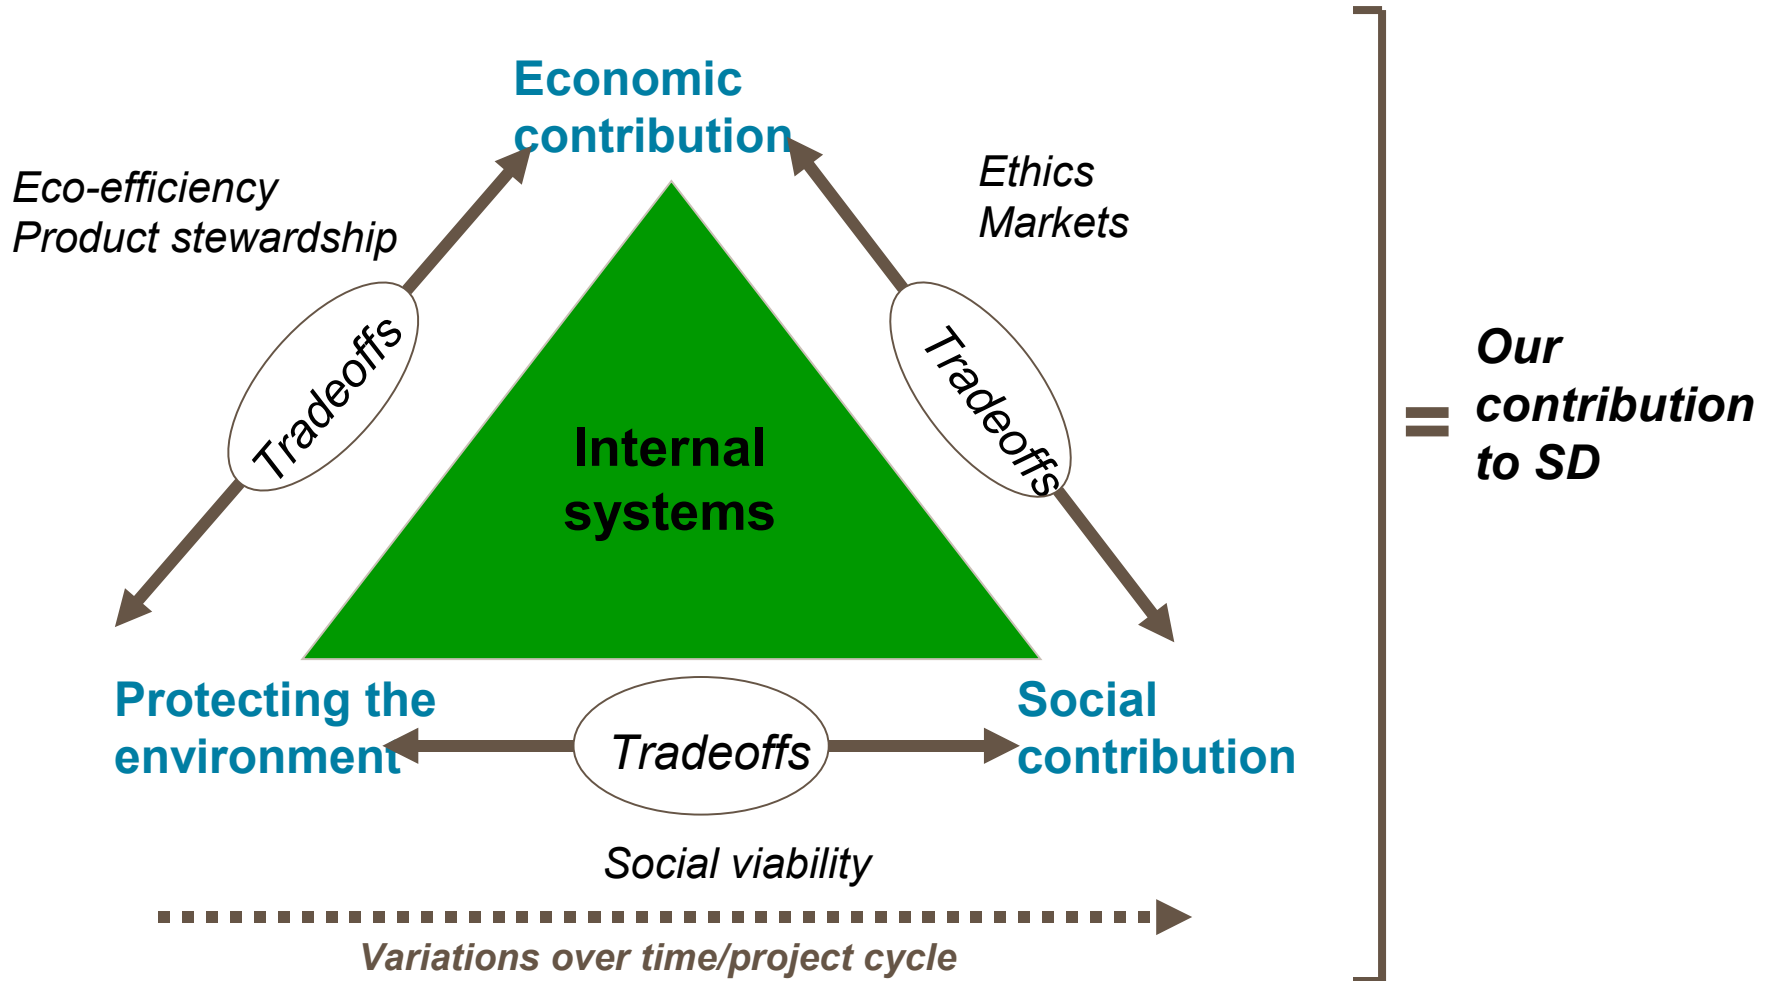 Economic
contribution
Eco-efficiency
Product stewardship
Ethics
Markets
Tradeoffs
Tradeoffs
Internal
systems
=
Our
contribution
to SD
Protecting the
environment
Tradeoffs
Social
contribution
Social viability
Variations over time/project cycle